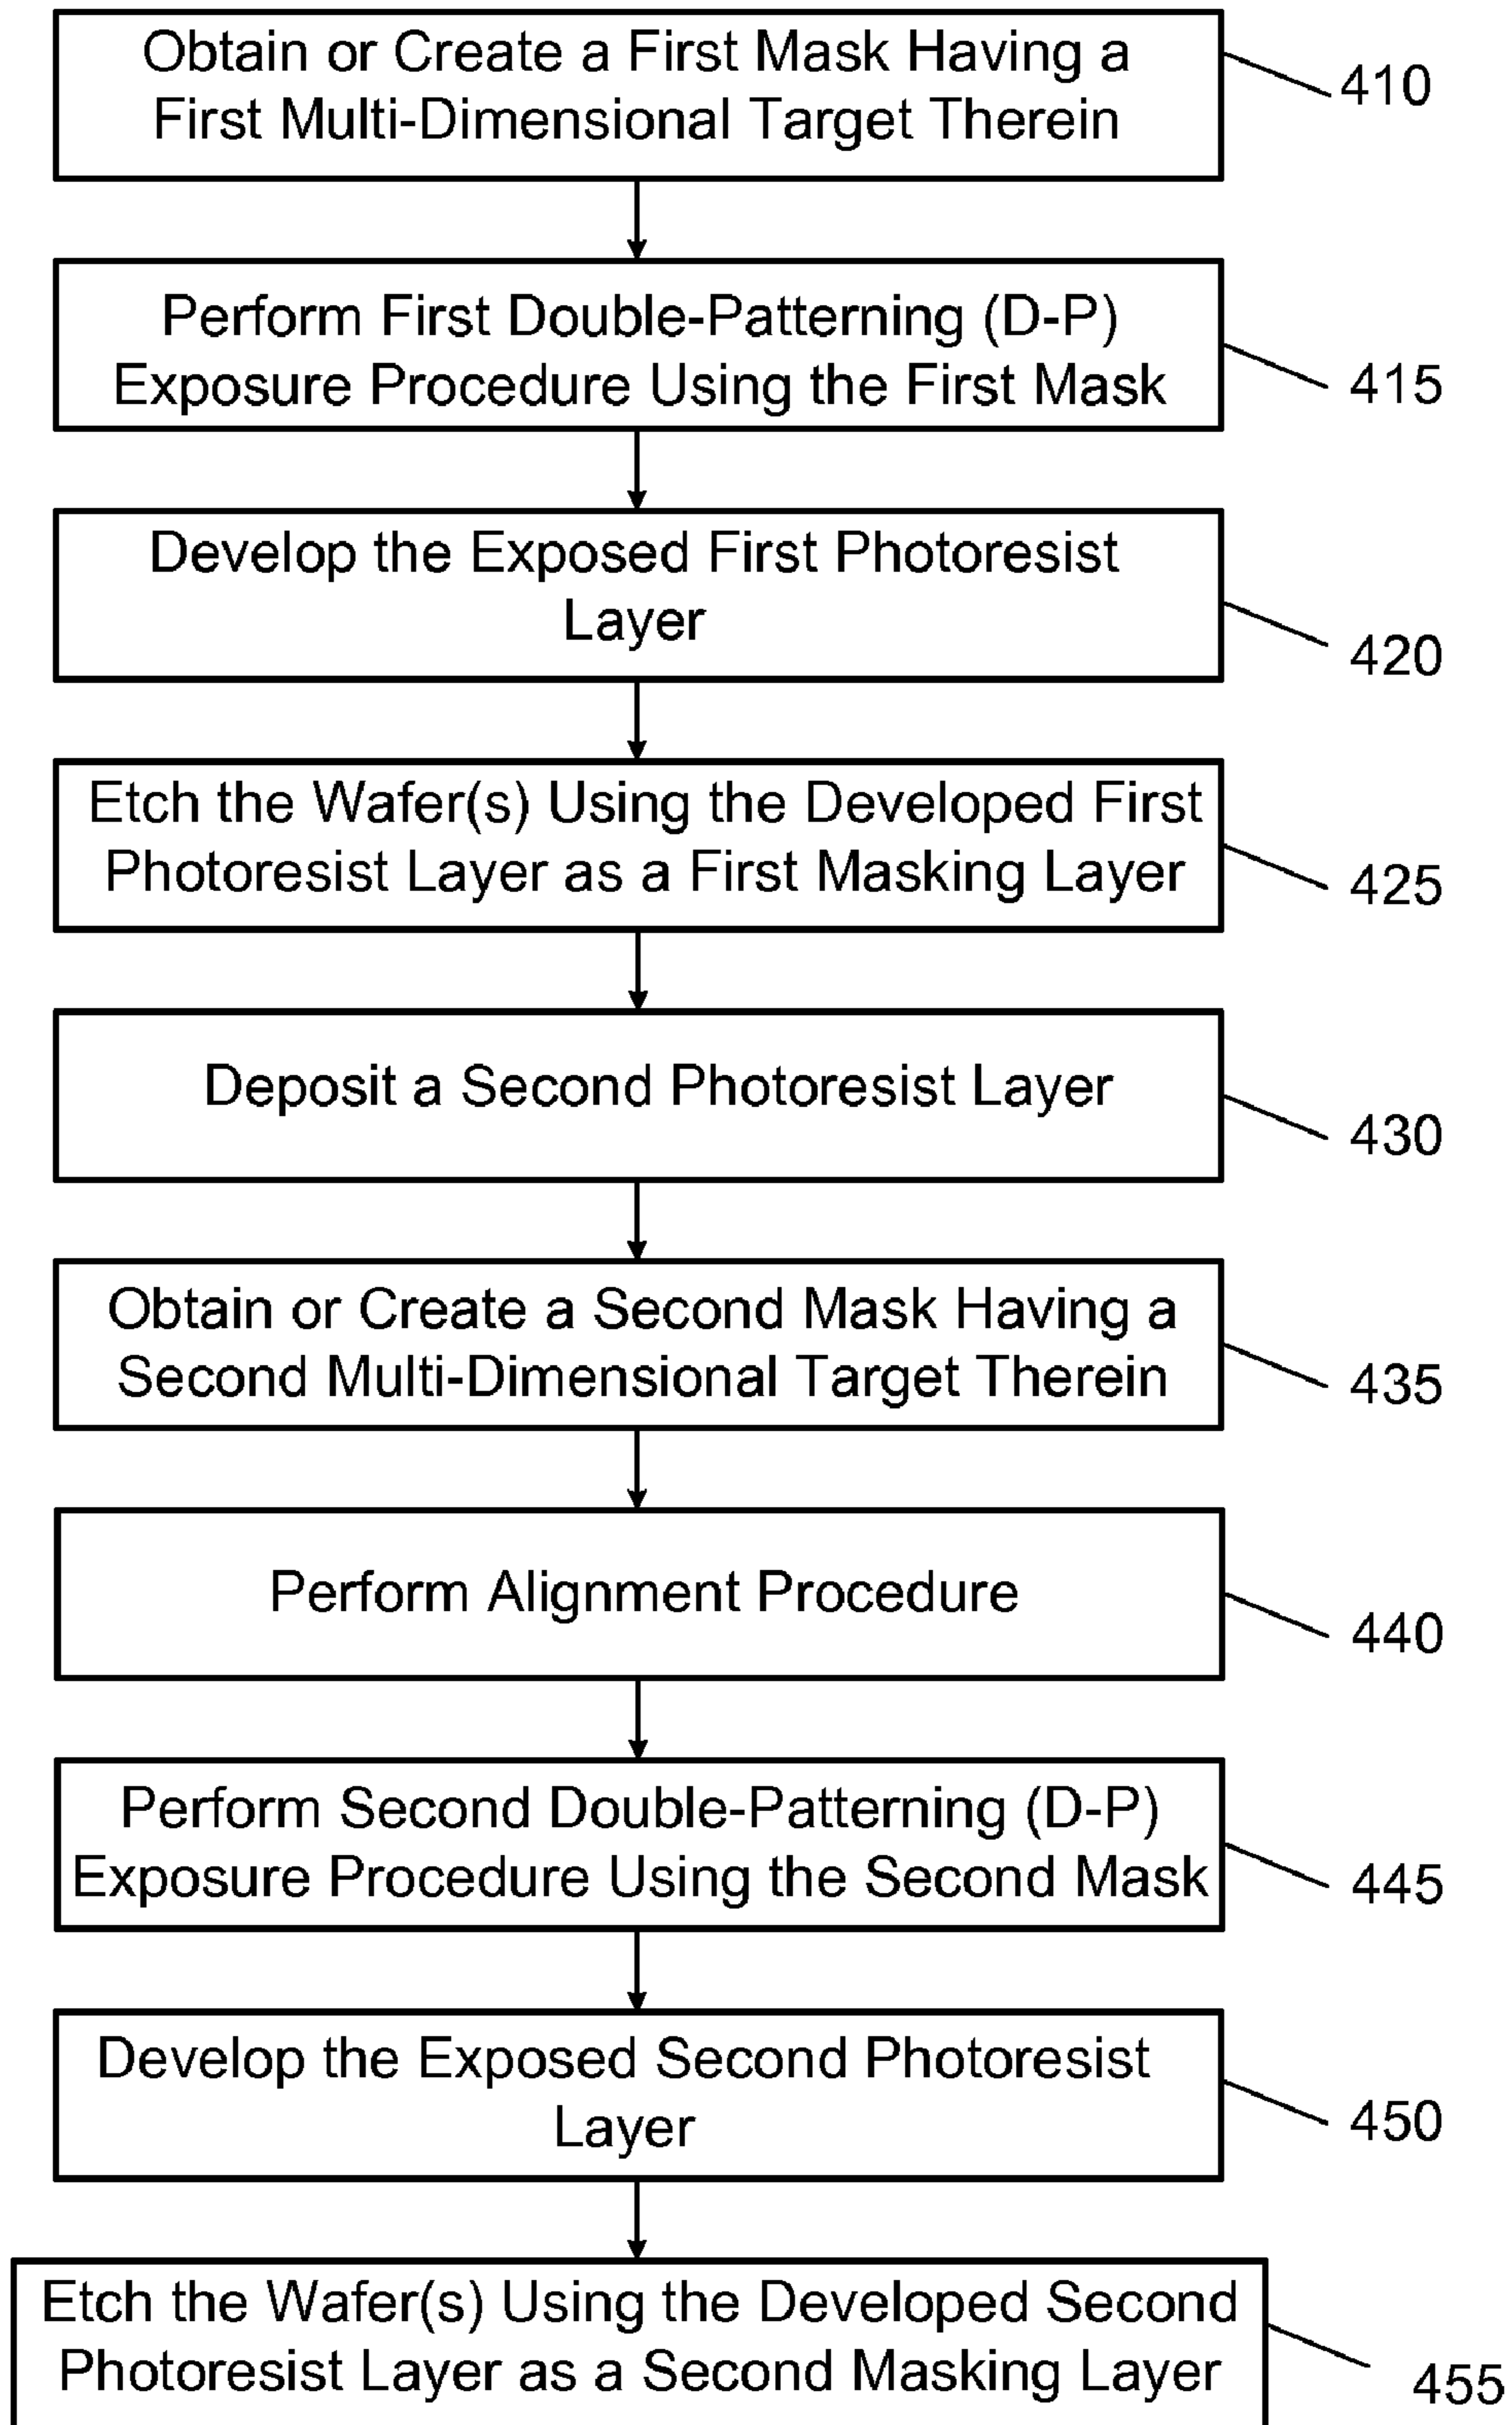 Obtain or Create a First Mask Having a
First Multi-Dimensional Target Therein
410
Perform First Double-Patterning (D-P)
Exposure Procedure Using the First Mask
415
Develop the Exposed First Photoresist
Layer
420
Etch the Wafer(s) Using the Developed First
Photoresist Layer as a First Masking Layer
425
Deposit a Second Photoresist Layer
430
Obtain or Create a Second Mask Having a
Second Multi-Dimensional Target Therein
435
Perform Alignment Procedure
440
Perform Second Double-Patterning (D-P)
Exposure Procedure Using the Second Mask
445
Develop the Exposed Second Photoresist
Layer
450
Etch the Wafer(s) Using the Developed Second
Photoresist Layer as a Second Masking Layer
455